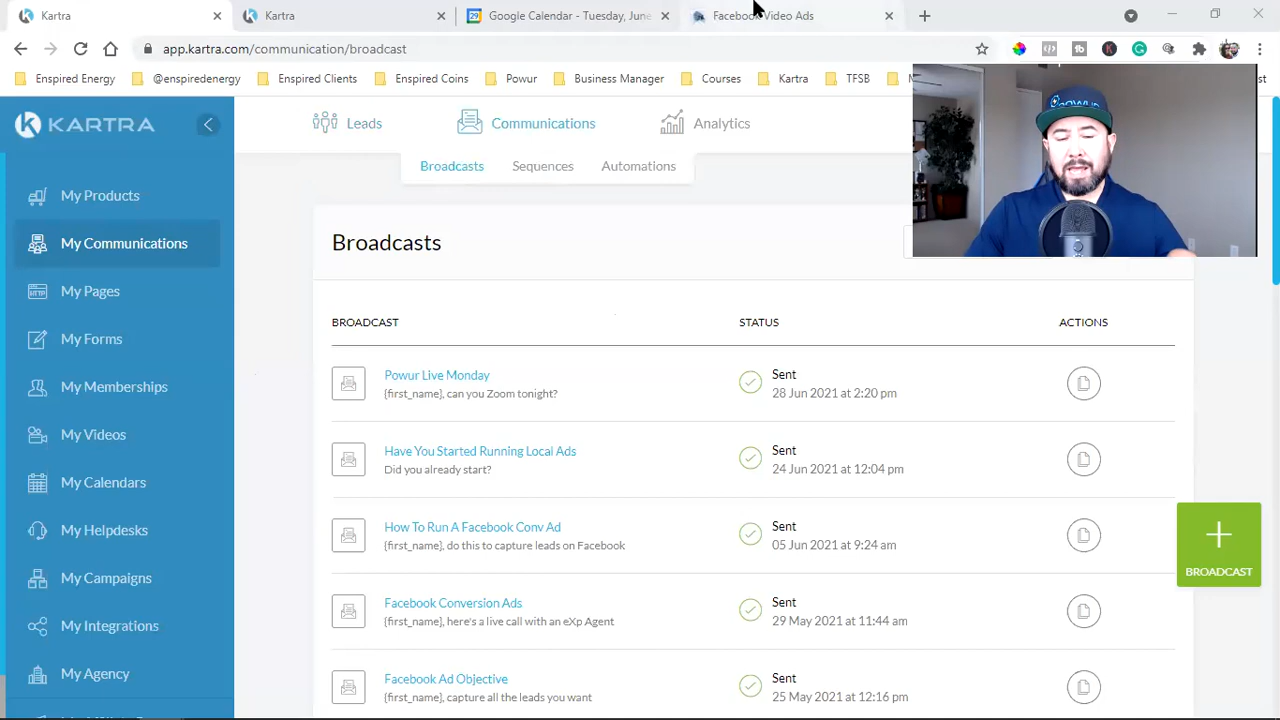 Kartra
Kartra
Google Calendar - Tuesday, June
Facebook Video Ads
app.kartra.com/communication/broadcast
Enspired Energy
@enspiredenergy
Enspired Clien
Enspired Coins
Powur
Business Manager
Courses
Kartra
TFSB
KARTRA
Leads
Communications
Analytics
Broadcasts
Sequences
Automations
My Products
My Communications
My Pages
My Forms
My Memberships
My Videos
My Calendars
My Helpdesks
My Campaigns
My Integrations
My Agency
Broadcasts
BROADCAST
STATUS
ACTIONS
Powur Live Monday
{first_name}, can you Zoom tonight?
Sent
28 Jun 2021 at 2:20 pm
Have You Started Running Local Ads
Did you already start?
Sent
24 Jun 2021 at 12:04 pm
How To Run A Facebook Conv Ad
{first_name}, do this to capture leads on Facebook
Sent
05 Jun 2021 at 9:24 am
Facebook Conversion Ads
{first_name}, here's a live call with an eXp Agent
Sent
29 May 2021 at 11:44 am
Facebook Ad Objective
{first_name}, capture all the leads you want
Sent
25 May 2021 at 12:16 pm
BROADCAST